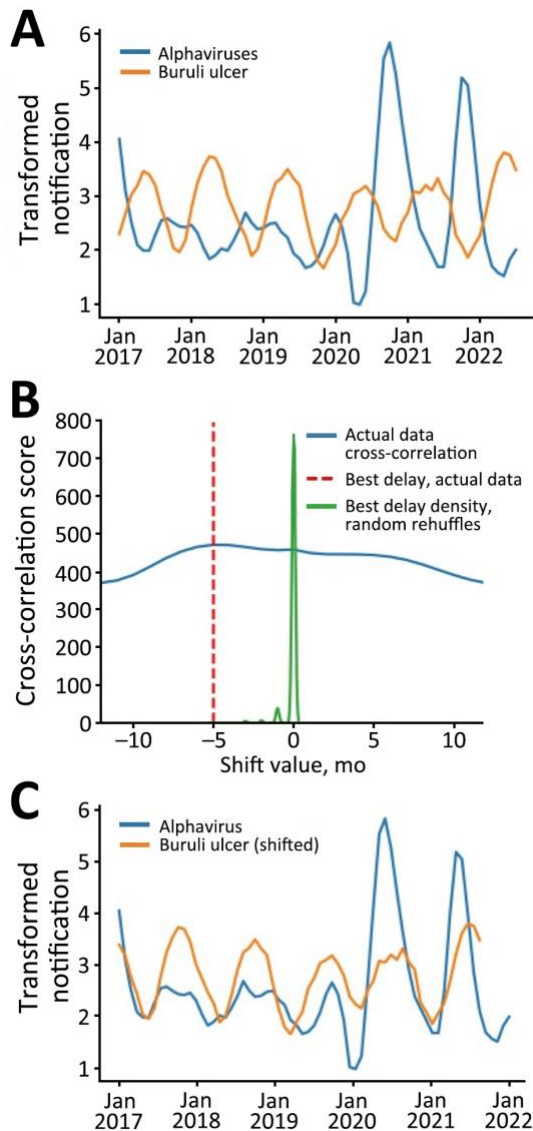 A
Transformed
notification
6
5
4
3
2
1
Alphaviruses
Buruli ulcer
Jan Jan Jan Jan Jan Jan
2017 2018 2019 2020 2021 2022
B
Cross-correlation score
800
700
600
500
400
300
200
100
0
Actual data
cross-correlation
Best delay, actual data
Best delay density,
random rehuffles
−10 −5 0 5 10
Shift value, mo
C
Transformed
notification
6
5
4
3
2
1
Alphavirus
Buruli ulcer (shifted)
Jan Jan Jan Jan Jan Jan
2017 2018 2019 2020 2021 2022